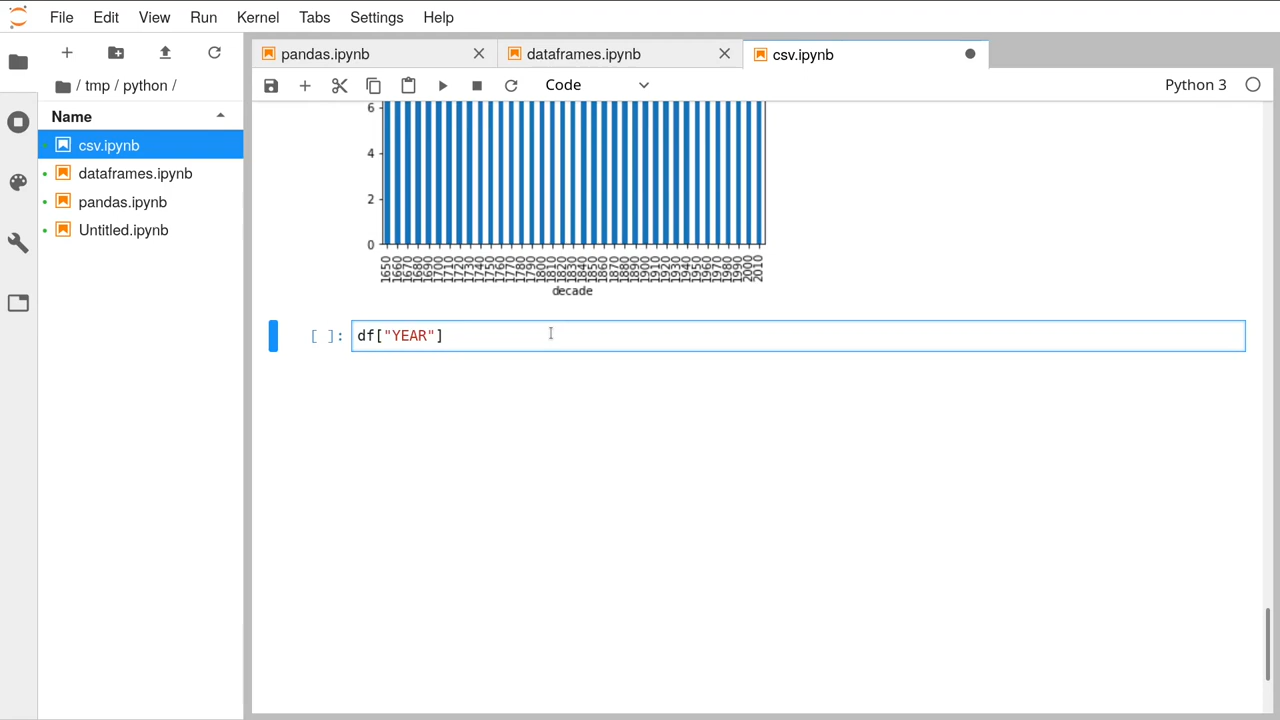 File Edit View Run Kernel Tabs Settings Help
pandas.ipynb
dataframes.ipynb
csv.ipynb
/ tmp / python /
Code
Python 3
Name
csv.ipynb
dataframes.ipynb
pandas.ipynb
Untitled.ipynb
6
4
2
0
1650 1660 1670 1680 1690 1700 1710 1720 1730 1740 1750 1760 1770 1780 1790 1800 1810 1820 1830 1840 1850 1860 1870 1880 1890 1900 1910 1920 1930 1940 1950 1960 1970 1980 1990 2000 2010
decade
[ ]: df["YEAR"]